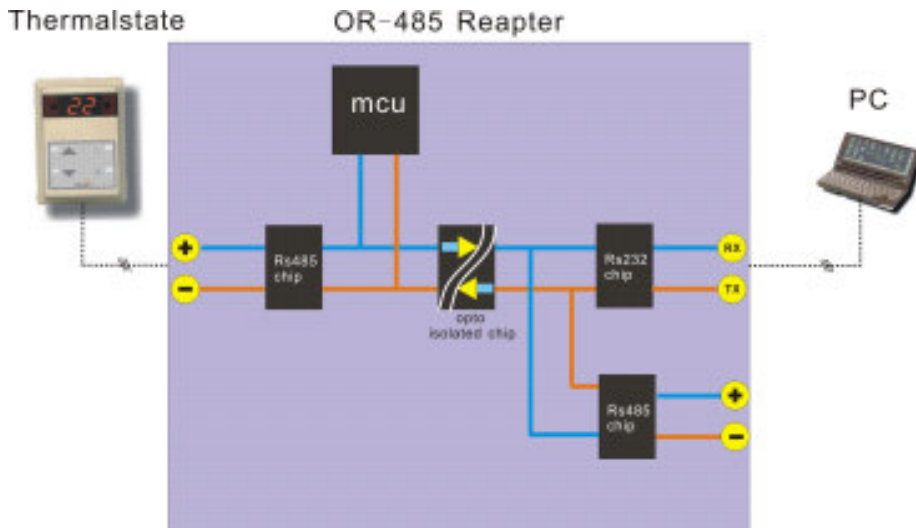 Thermalstate
OR-485 Reapter
22
mcu
PC
+
Rs485
chip
Rs232
chip
RX
−
TX
opto
isolated chip
+
Rs485
chip
−